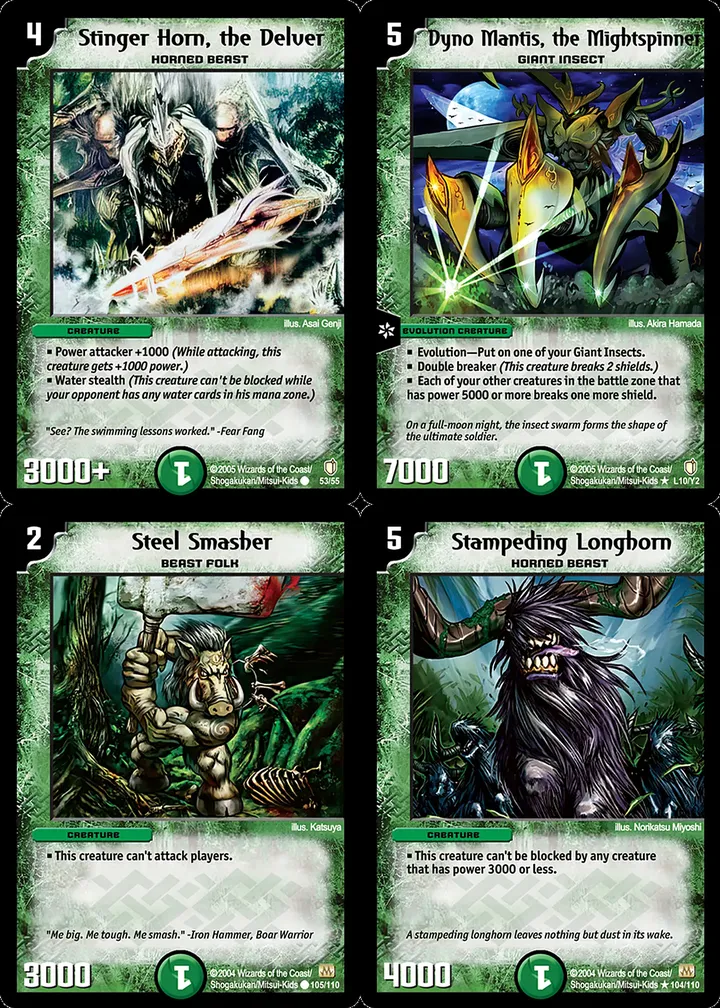 4 Stinger Horn, the Delver
HORNED BEAST
illus. Asai Genji
CREATURE
▪ Power attacker +1000 (While attacking, this
creature gets +1000 power.)
▪ Water stealth (This creature can't be blocked while
your opponent has any water cards in his mana zone.)
"See? The swimming lessons worked." -Fear Fang
3000+
1
©2005 Wizards of the Coast/
Shogakukan/Mitsui-Kids ● 53/55
5 Dyno Mantis, the Mightspinner
GIANT INSECT
illus. Akira Hamada
EVOLUTION CREATURE
▪ Evolution—Put on one of your Giant Insects.
▪ Double breaker (This creature breaks 2 shields.)
▪ Each of your other creatures in the battle zone that
has power 5000 or more breaks one more shield.
On a full-moon night, the insect swarm forms the shape of
the ultimate soldier.
7000
1
©2005 Wizards of the Coast/
Shogakukan/Mitsui-Kids ★ L10/Y2
2 Steel Smasher
BEAST FOLK
illus. Katsuya
CREATURE
▪ This creature can't attack players.
"Me big. Me tough. Me smash." -Iron Hammer, Boar Warrior
3000
1
©2004 Wizards of the Coast/
Shogakukan/Mitsui-Kids ● 105/110
5 Stampeding Longhorn
HORNED BEAST
illus. Norikatsu Miyoshi
CREATURE
▪ This creature can't be blocked by any creature
that has power 3000 or less.
A stampeding longhorn leaves nothing but dust in its wake.
4000
1
©2004 Wizards of the Coast/
Shogakukan/Mitsui-Kids ★ 104/110